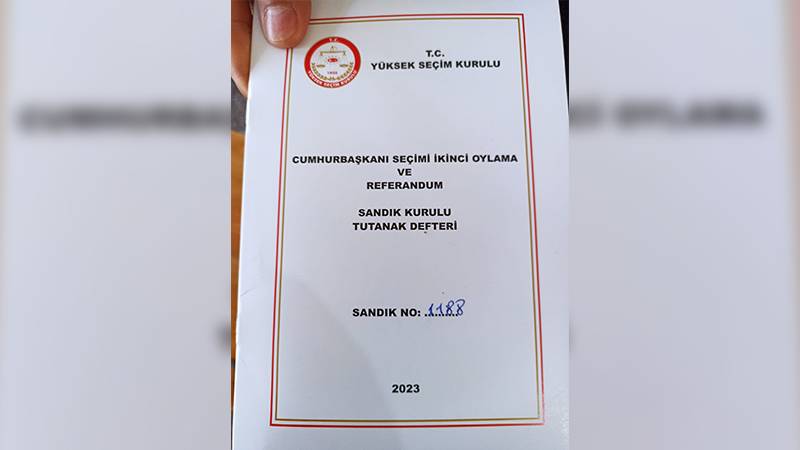 T.C.
YÜKSEK SEÇİM KURULU
CUMHURBAŞKANI SEÇİMİ İKİNCİ OYLAMA
VE
REFERANDUM
SANDIK KURULU
TUTANAK DEFTERİ
SANDIK NO: 1188
2023